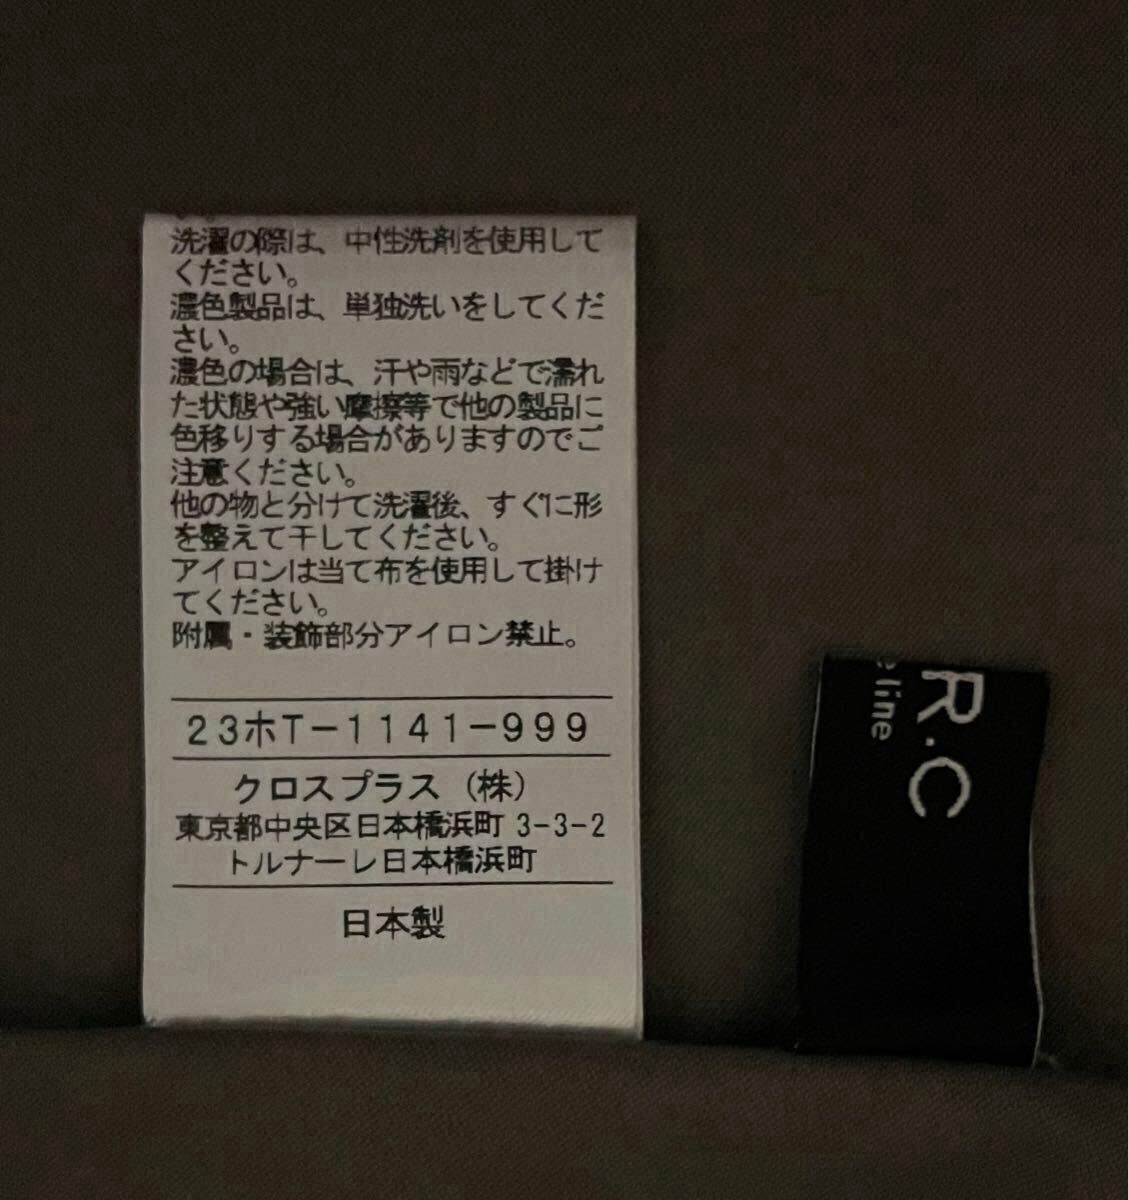 洗濯の際は、中性洗剤を使用して
ください。
濃色製品は、単独洗いをしてくだ
さい。
濃色の場合は、汗や雨などで濡れ
た状態や強い摩擦等で他の製品に
色移りする場合がありますのでご
注意ください。
他の物と分けて洗濯後、すぐに形
を整えて干してください。
アイロンは当て布を使用して掛け
てください。
附属・装飾部分アイロン禁止。
23ホT-1141-999
クロスプラス（株）
東京都中央区日本橋浜町 3-3-2
トルナーレ日本橋浜町
日本製
R.C
line